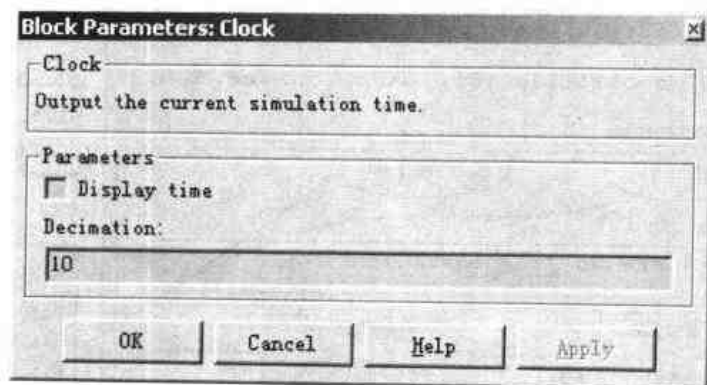 Block Parameters: Clock
Clock
Output the current simulation time.
Parameters
Display time
Decimation:
10
OK Cancel Help Apply